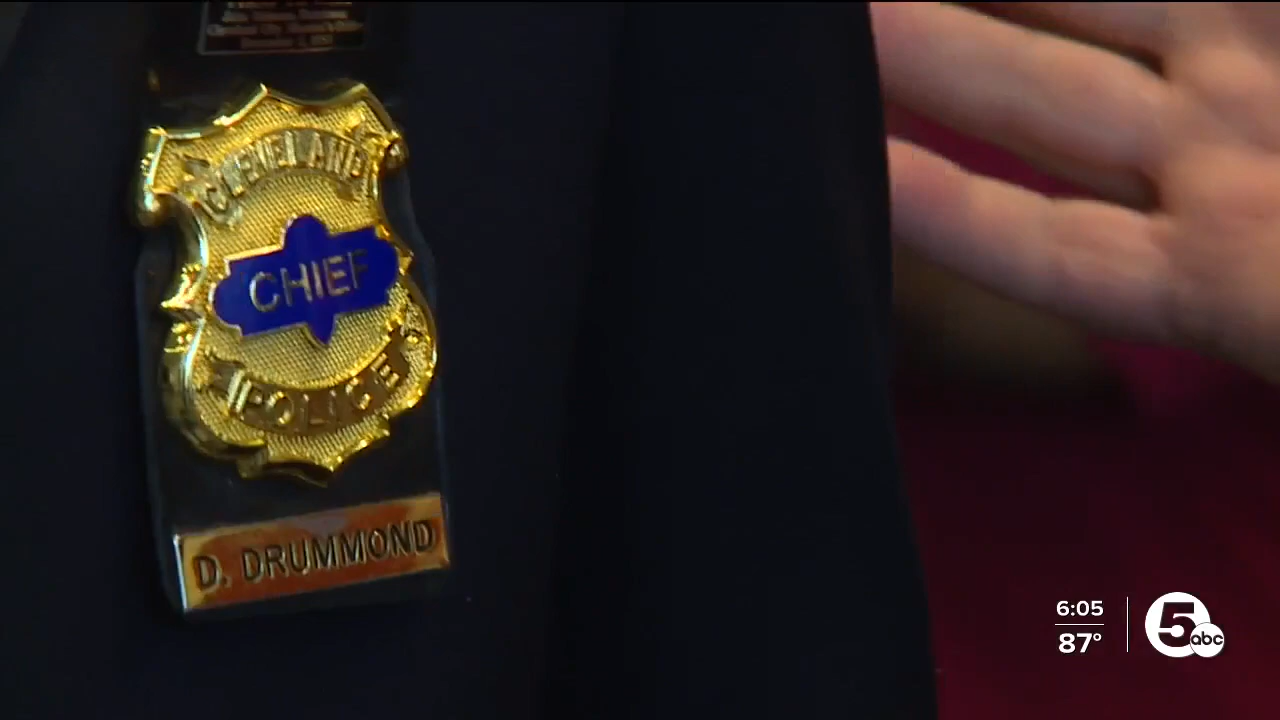 CLEVELAND
CHIEF
POLICE
D. DRUMMOND
6:05
87°
5
abc